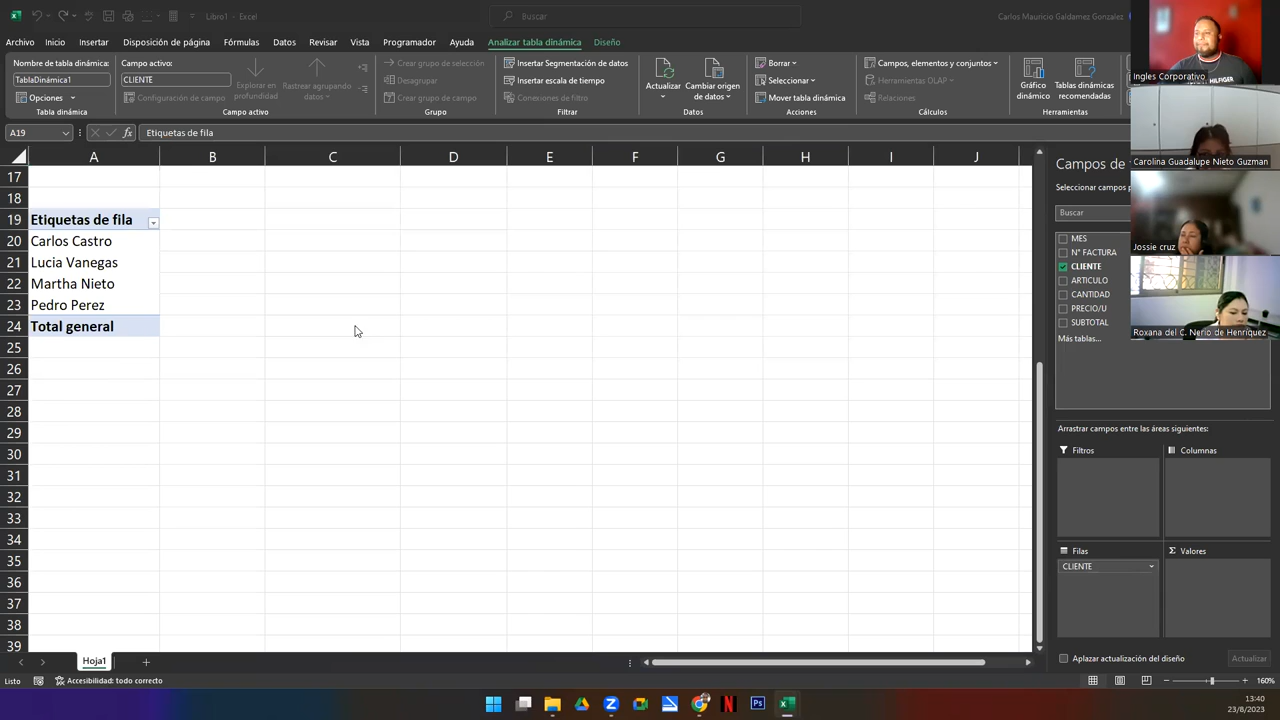 Libro1 - Excel
Buscar
Carlos Mauricio Galdamez Gonzalez
Archivo Inicio Insertar Disposición de página Fórmulas Datos Revisar Vista Programador Ayuda Analizar tabla dinámica Diseño
Nombre de tabla dinámica:
TablaDinámica1
Opciones
Tabla dinámica
Campo activo:
CLIENTE
Configuración de campo
Explorar en profundidad
Rastrear agrupando datos
Campo activo
Crear grupo de selección
Desagrupar
Crear grupo de campo
Grupo
Insertar Segmentación de datos
Insertar escala de tiempo
Conexiones de filtro
Filtrar
Actualizar
Cambiar origen de datos
Datos
Borrar
Seleccionar
Mover tabla dinámica
Acciones
Campos, elementos y conjuntos
Herramientas OLAP
Relaciones
Cálculos
Gráfico dinámico
Tablas dinámicas recomendadas
Herramientas
Ingles Corporativo
HILFIGER
Carolina Guadalupe Nieto Guzman
Jossie cruz
Roxana del C. Nerio de Henriquez
A19 fx Etiquetas de fila
A B C D E F G H I J
17
18
19 Etiquetas de fila
20 Carlos Castro
21 Lucia Vanegas
22 Martha Nieto
23 Pedro Perez
24 Total general
25
26
27
28
29
30
31
32
33
34
35
36
37
38
39
Campos de
Seleccionar campos p
Buscar
MES
N° FACTURA
CLIENTE
ARTICULO
CANTIDAD
PRECIO/U
SUBTOTAL
Más tablas...
Arrastrar campos entre las áreas siguientes:
Filtros
Columnas
Filas
Σ Valores
CLIENTE
Aplazar actualización del diseño
Actualizar
Hoja1
Listo
Accesibilidad: todo correcto
160%
13:40
23/8/2023